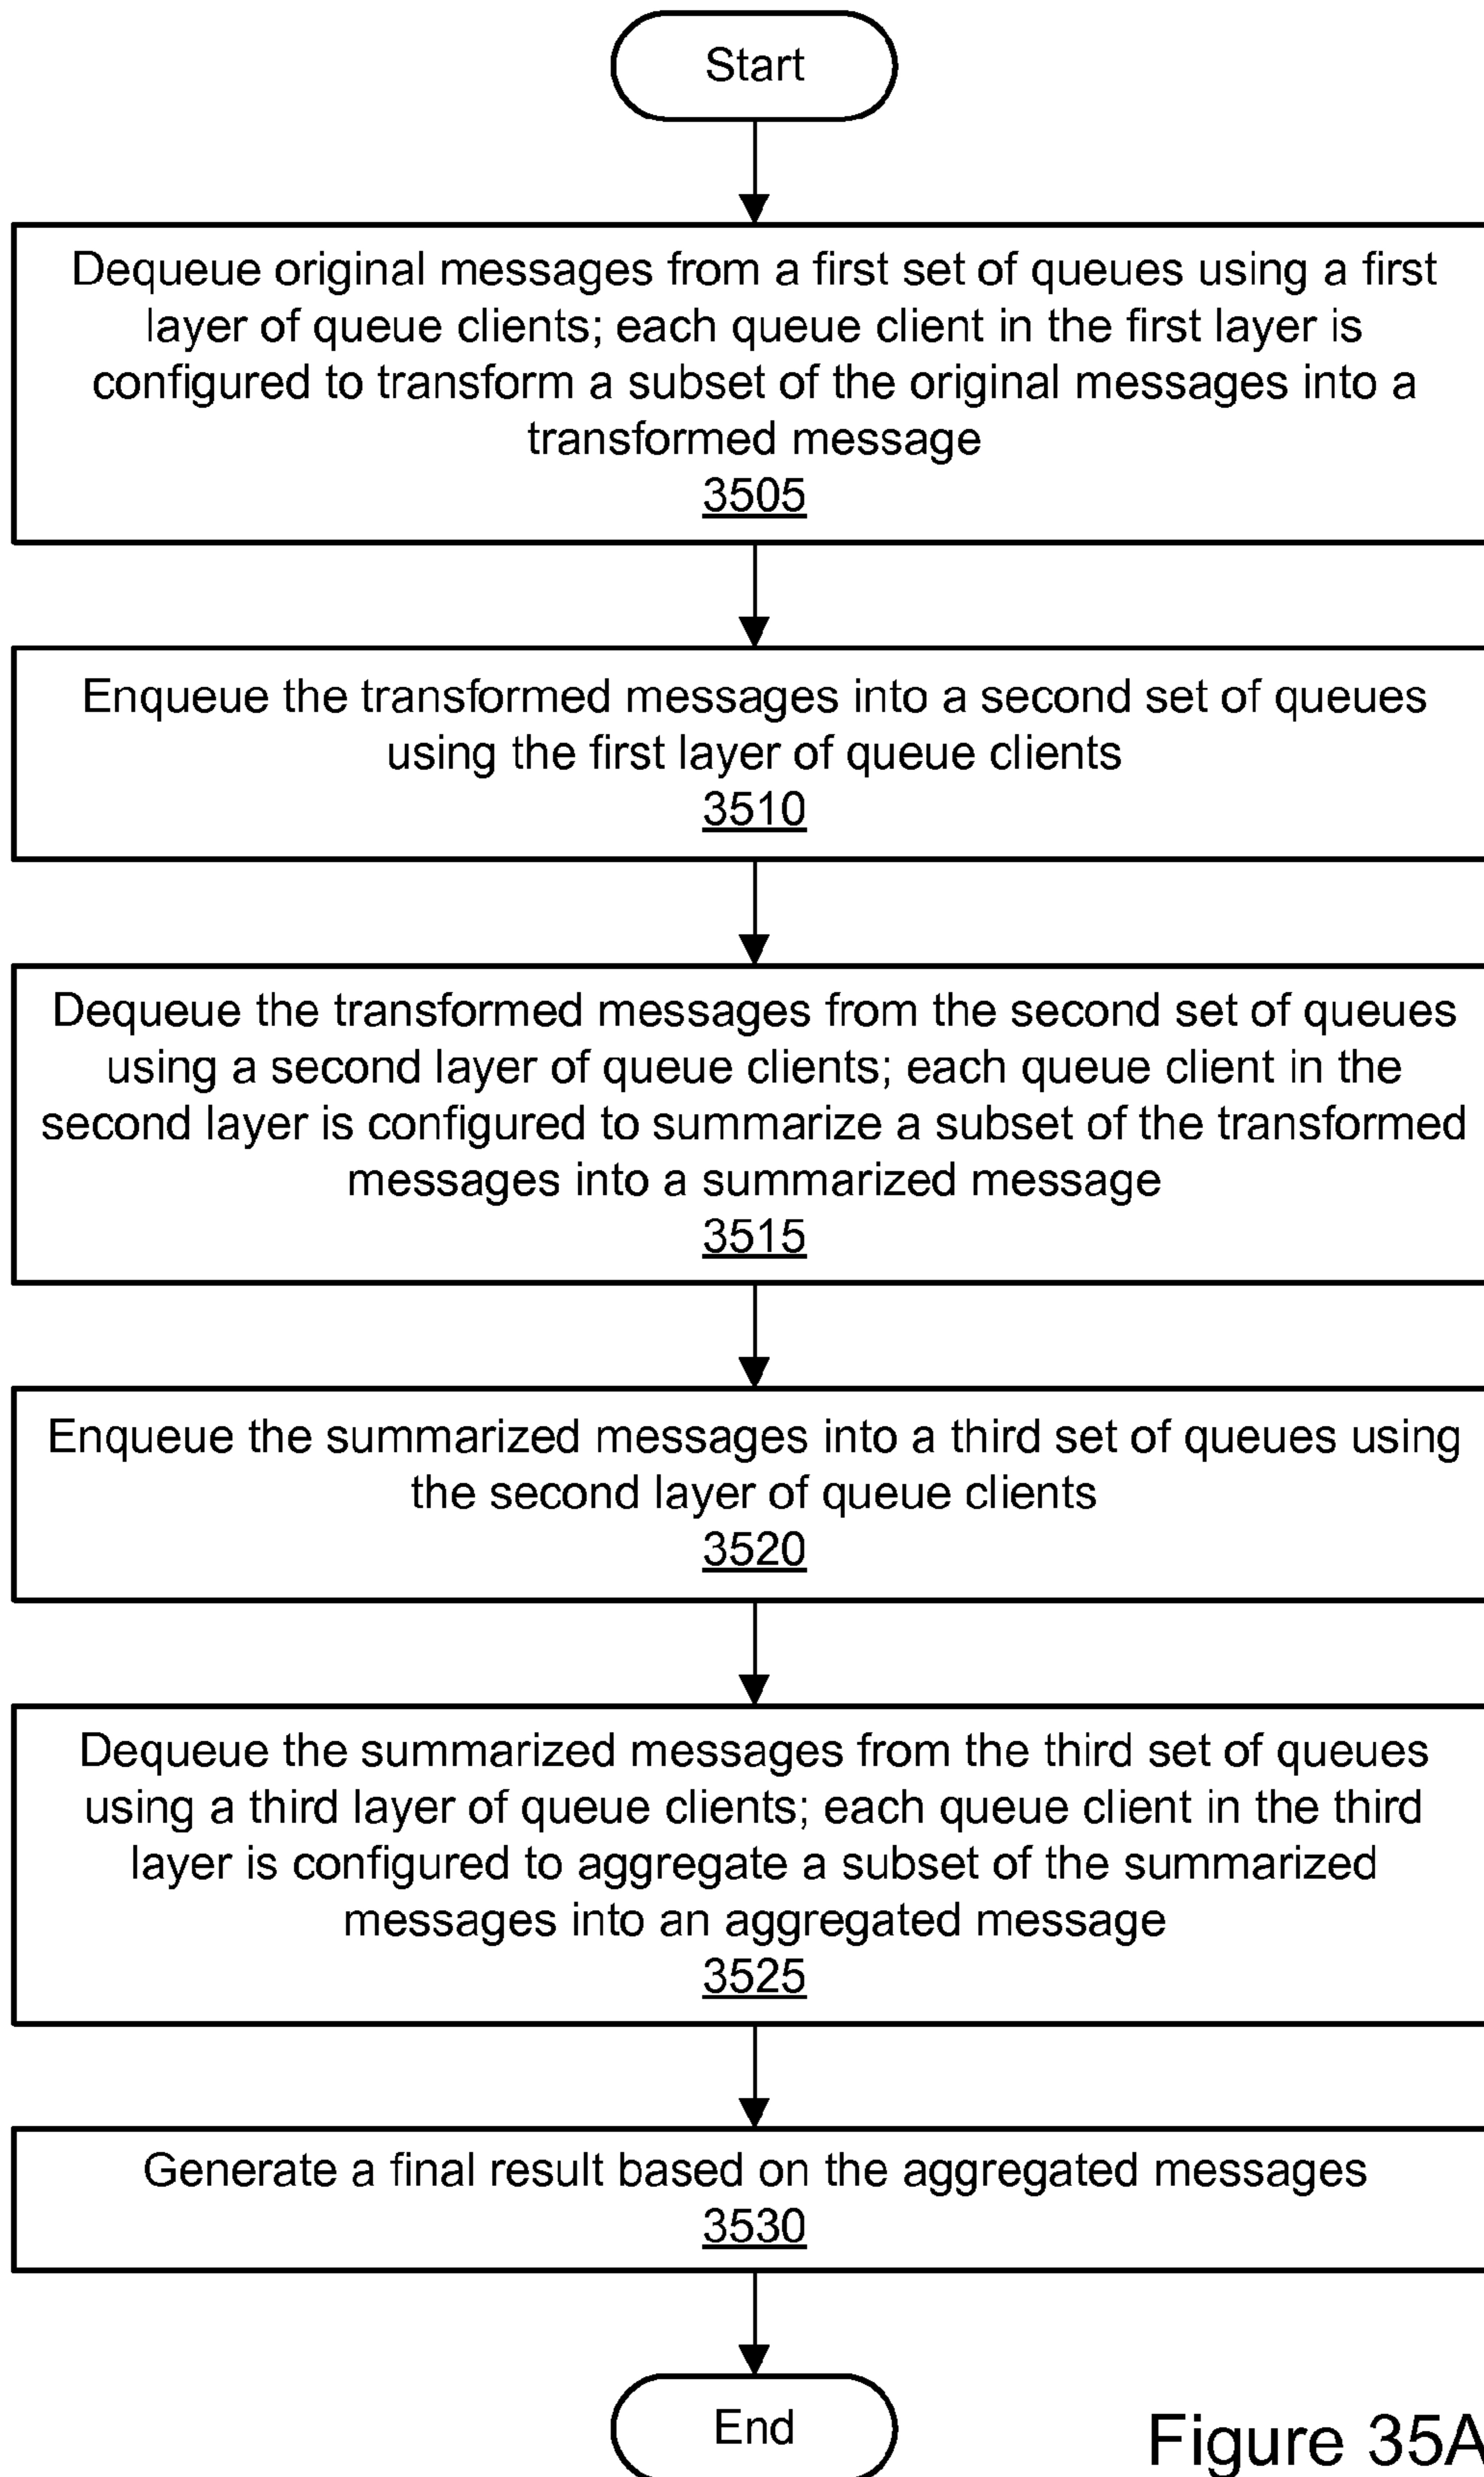 Start
Dequeue original messages from a first set of queues using a first
layer of queue clients; each queue client in the first layer is
configured to transform a subset of the original messages into a
transformed message
3505
Enqueue the transformed messages into a second set of queues
using the first layer of queue clients
3510
Dequeue the transformed messages from the second set of queues
using a second layer of queue clients; each queue client in the
second layer is configured to summarize a subset of the transformed
messages into a summarized message
3515
Enqueue the summarized messages into a third set of queues using
the second layer of queue clients
3520
Dequeue the summarized messages from the third set of queues
using a third layer of queue clients; each queue client in the third
layer is configured to aggregate a subset of the summarized
messages into an aggregated message
3525
Generate a final result based on the aggregated messages
3530
End
Figure 35A